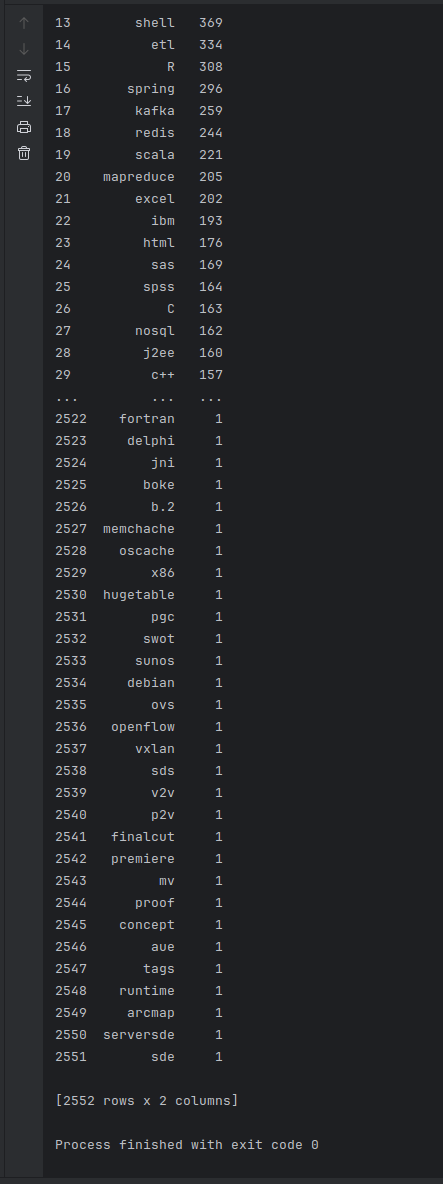 13        shell   369
14          etl   334
15            R   308
16       spring   296
17        kafka   259
18        redis   244
19        scala   221
20    mapreduce   205
21        excel   202
22          ibm   193
23         html   176
24          sas   169
25         spss   164
26            C   163
27        nosql   162
28         j2ee   160
29          c++   157
...         ...   ...
2522    fortran     1
2523     delphi     1
2524        jni     1
2525       boke     1
2526        b.2     1
2527  memchache     1
2528    oscache     1
2529        x86     1
2530  hugetable     1
2531        pgc     1
2532       swot     1
2533      sunos     1
2534     debian     1
2535        ovs     1
2536   openflow     1
2537      vxlan     1
2538        sds     1
2539        v2v     1
2540        p2v     1
2541   finalcut     1
2542   premiere     1
2543         mv     1
2544      proof     1
2545    concept     1
2546        aue     1
2547       tags     1
2548    runtime     1
2549     arcmap     1
2550  serversde     1
2551        sde     1
[2552 rows x 2 columns]
Process finished with exit code 0